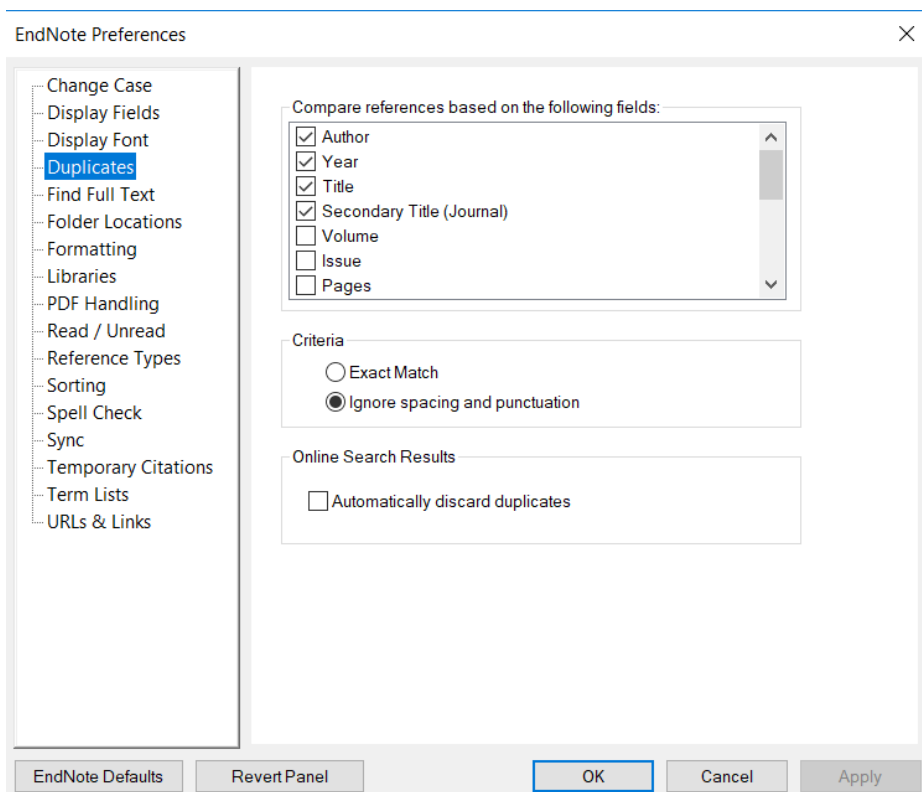 EndNote Preferences
Change Case
Display Fields
Display Font
Duplicates
Find Full Text
Folder Locations
Formatting
Libraries
PDF Handling
Read / Unread
Reference Types
Sorting
Spell Check
Sync
Temporary Citations
Term Lists
URLs & Links
Compare references based on the following fields:
Author
Year
Title
Secondary Title (Journal)
Volume
Issue
Pages
Criteria
Exact Match
Ignore spacing and punctuation
Online Search Results
Automatically discard duplicates
EndNote Defaults
Revert Panel
OK
Cancel
Apply